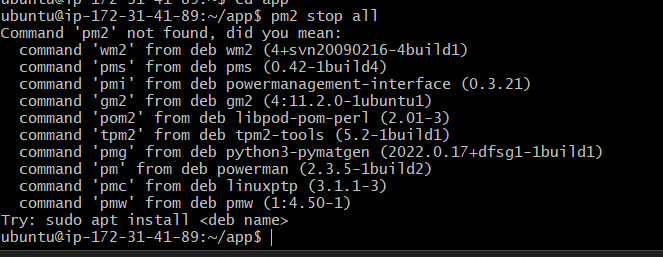 ubuntu@ip-172-31-41-89:~/app$ pm2 stop all
Command 'pm2' not found, did you mean:
  command 'wm2' from deb wm2 (4+svn20090216-4build1)
  command 'pms' from deb pms (0.42-1build4)
  command 'pmi' from deb powermanagement-interface (0.3.21)
  command 'gm2' from deb gm2 (4:11.2.0-1ubuntu1)
  command 'pom2' from deb libpod-pom-perl (2.01-3)
  command 'tpm2' from deb tpm2-tools (5.2-1build1)
  command 'pmg' from deb python3-pymatgen (2022.0.17+dfsg1-1build1)
  command 'pm' from deb powerman (2.3.5-1build2)
  command 'pmc' from deb linuxptp (3.1.1-3)
  command 'pmw' from deb pmw (1:4.50-1)
Try: sudo apt install <deb name>
ubuntu@ip-172-31-41-89:~/app$